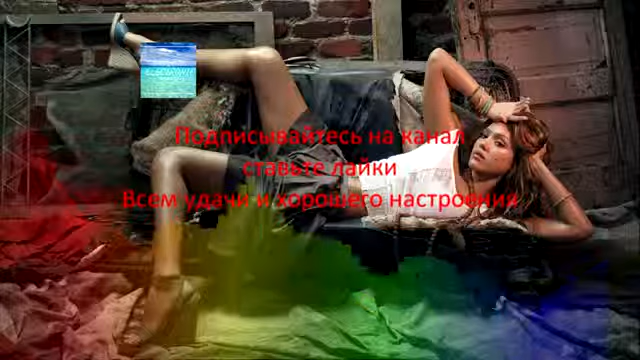 Подписывайтесь на канал
ставьте лайки
Всем удачи и хорошего настроения